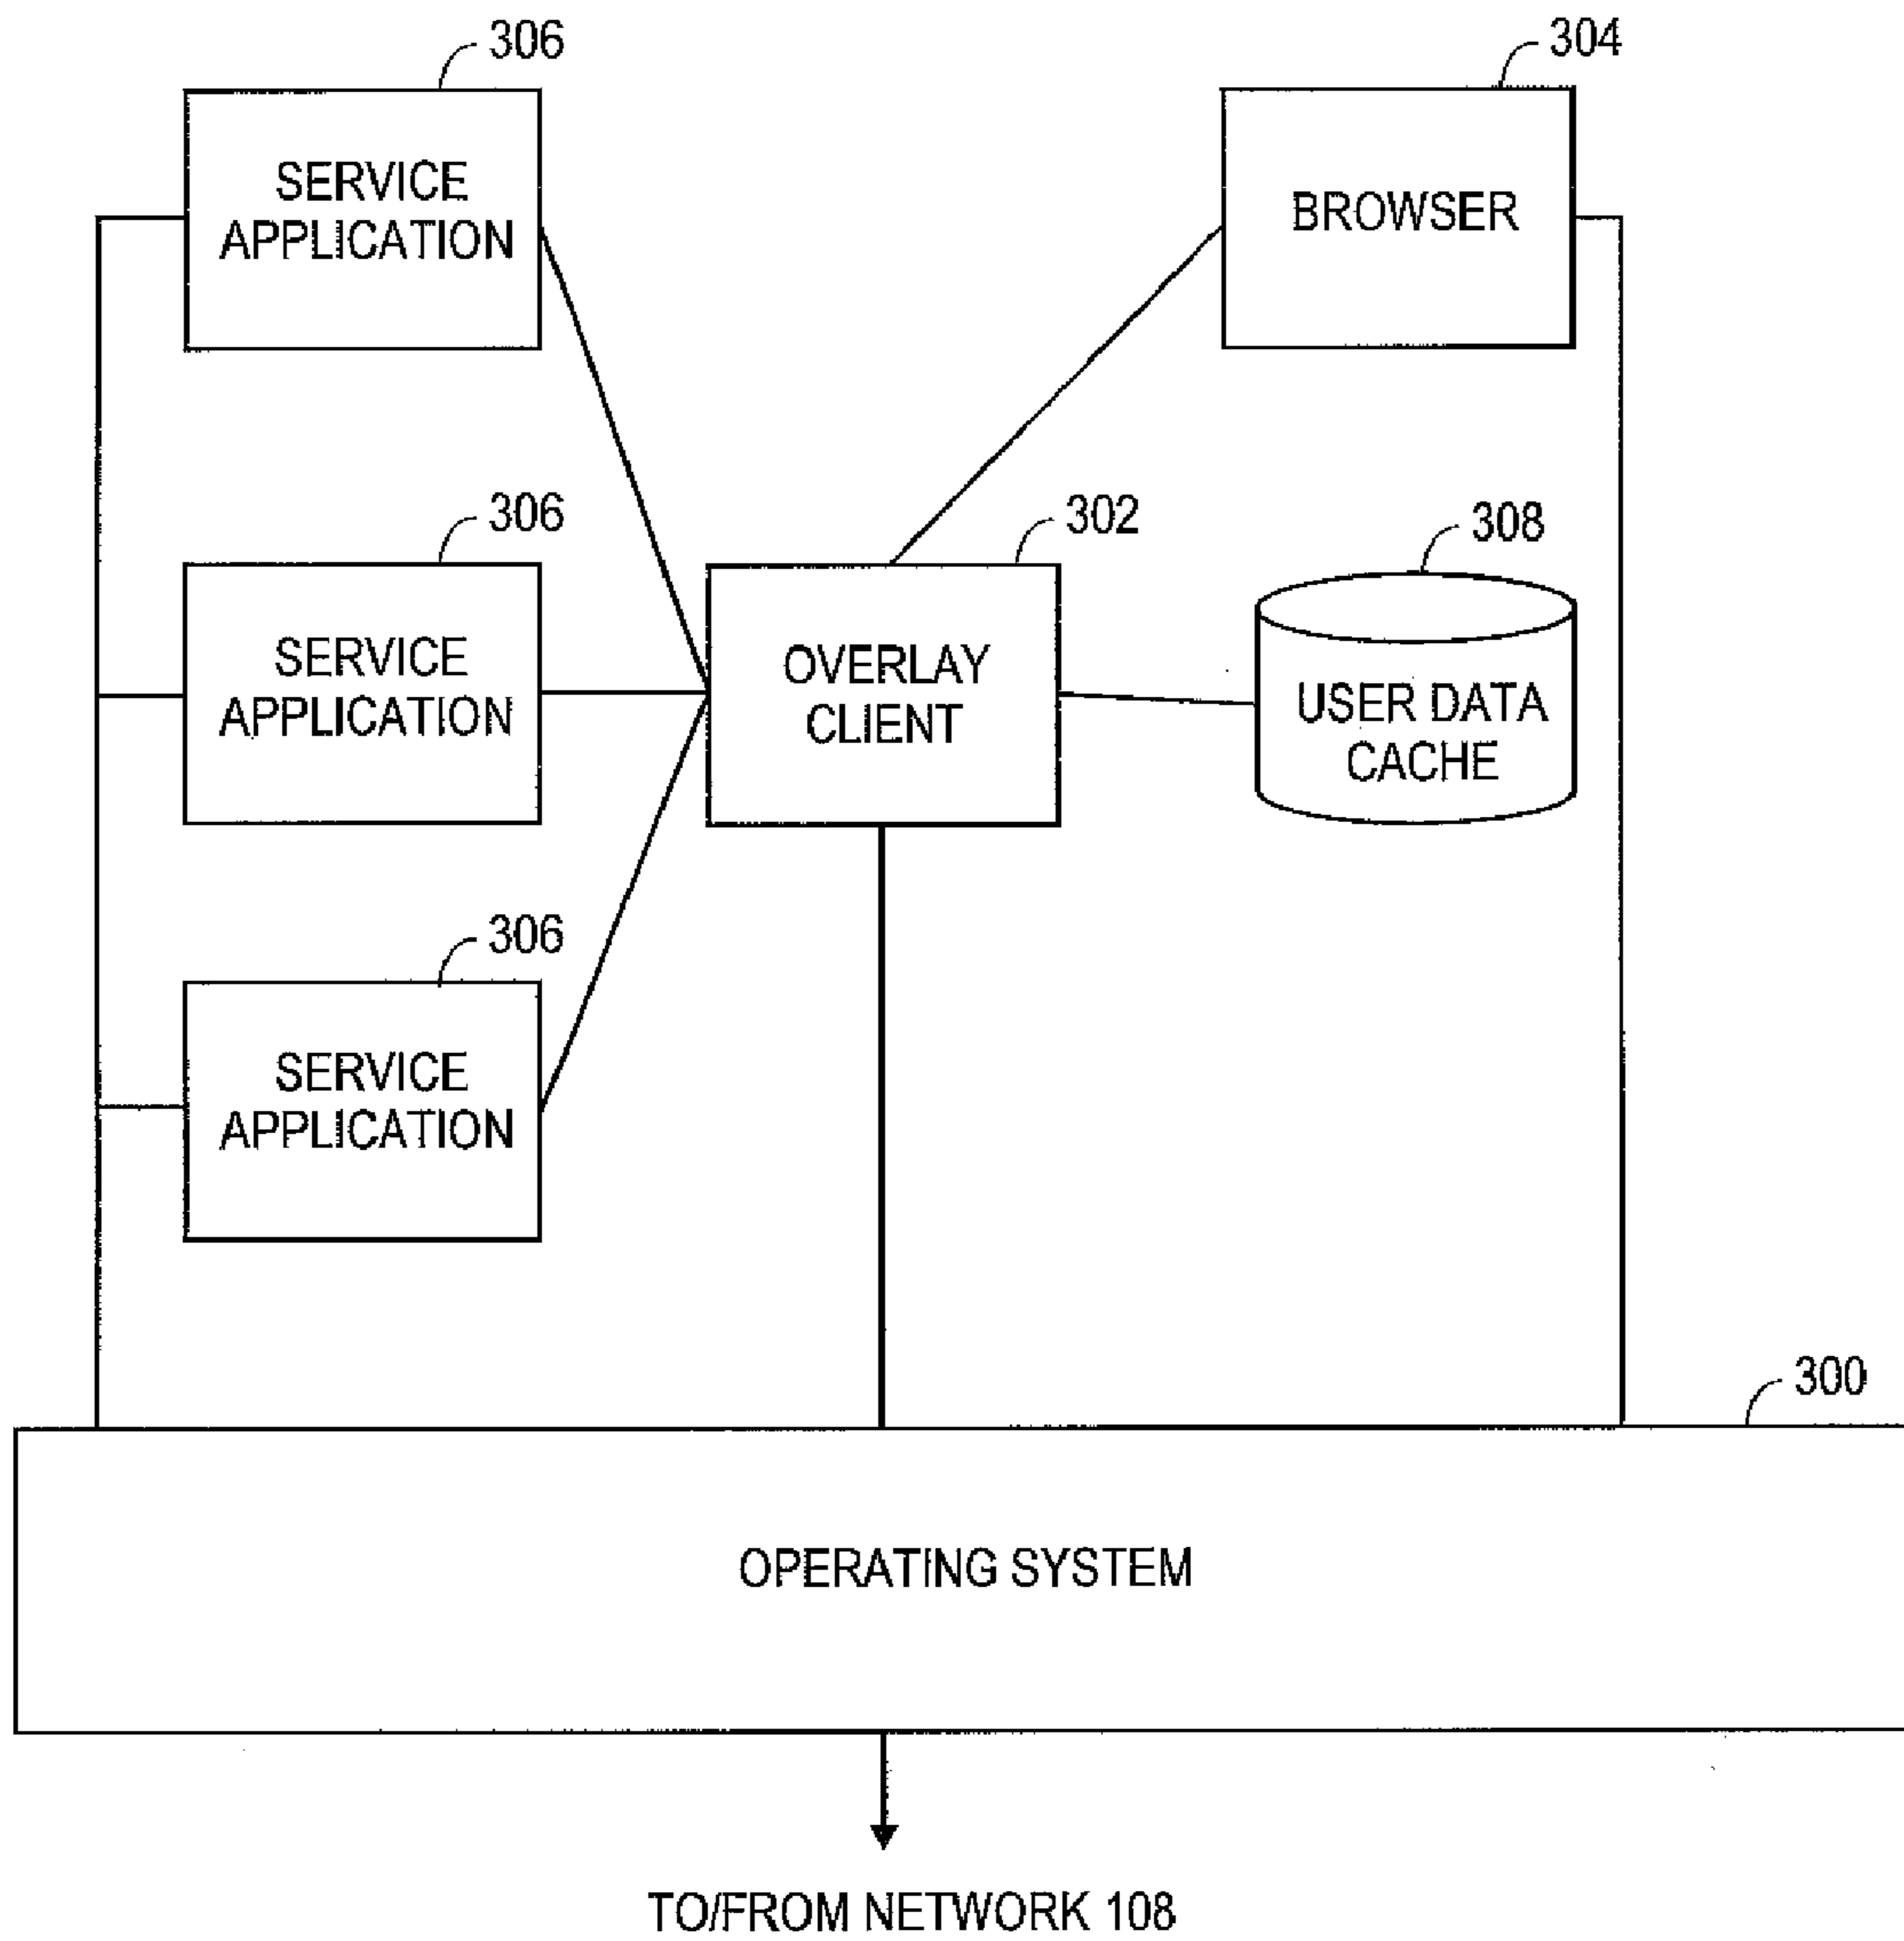 306
304
SERVICE
APPLICATION
BROWSER
306
302
308
SERVICE
APPLICATION
OVERLAY
CLIENT
USER DATA
CACHE
306
SERVICE
APPLICATION
300
OPERATING SYSTEM
TO/FROM NETWORK 108